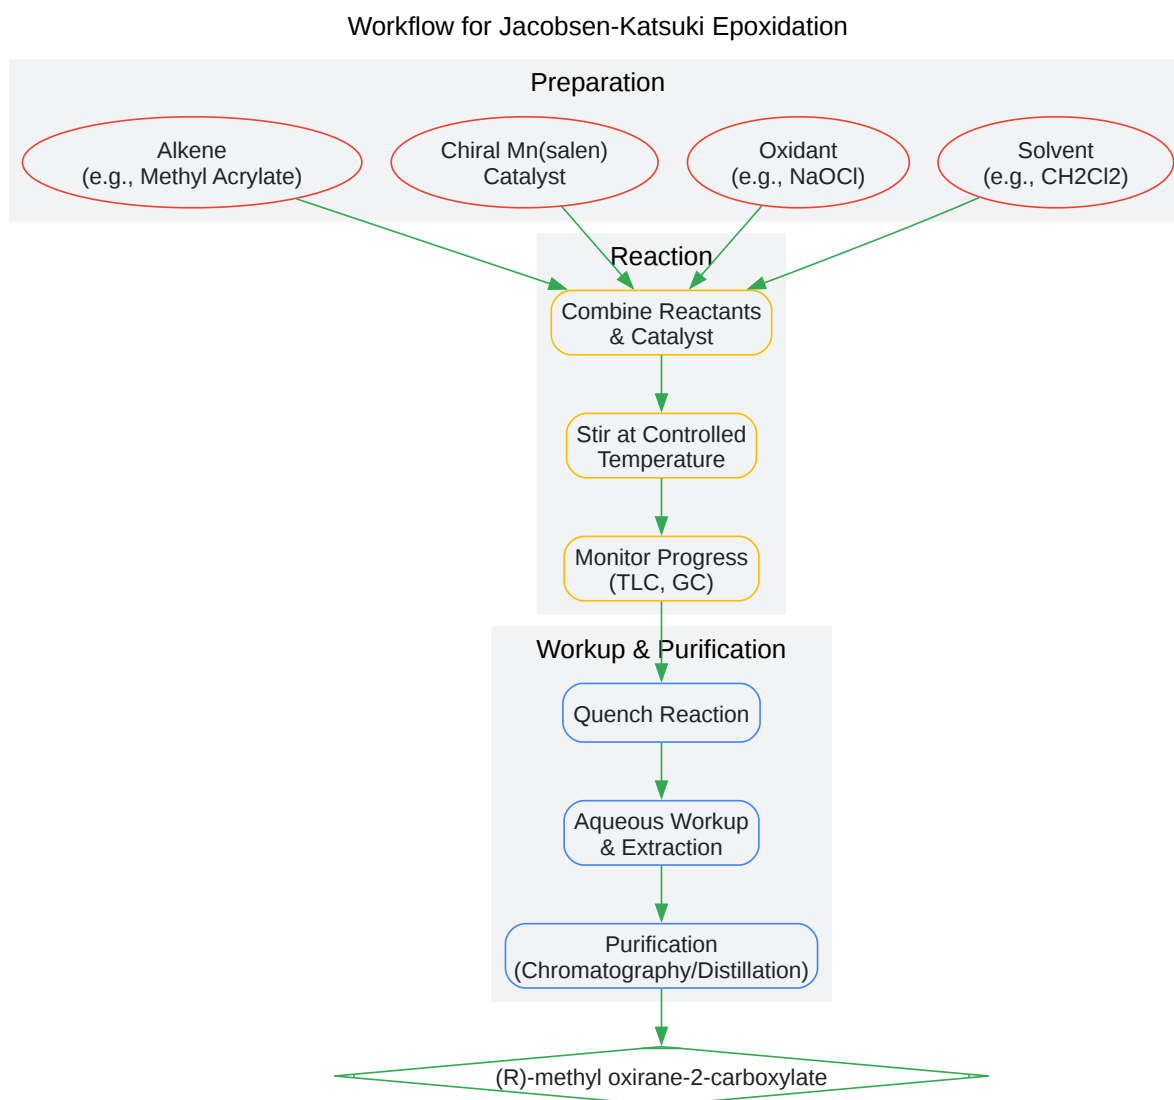 Workflow for Jacobsen-Katsuki Epoxidation
Preparation
Alkene
(e.g., Methyl Acrylate)
Chiral Mn(salen)
Catalyst
Oxidant
(e.g., NaOCl)
Solvent
(e.g., CH2Cl2)
Reaction
Combine Reactants
& Catalyst
Stir at Controlled
Temperature
Monitor Progress
(TLC, GC)
Workup & Purification
Quench Reaction
Aqueous Workup
& Extraction
Purification
(Chromatography/Distillation)
(R)-methyl oxirane-2-carboxylate